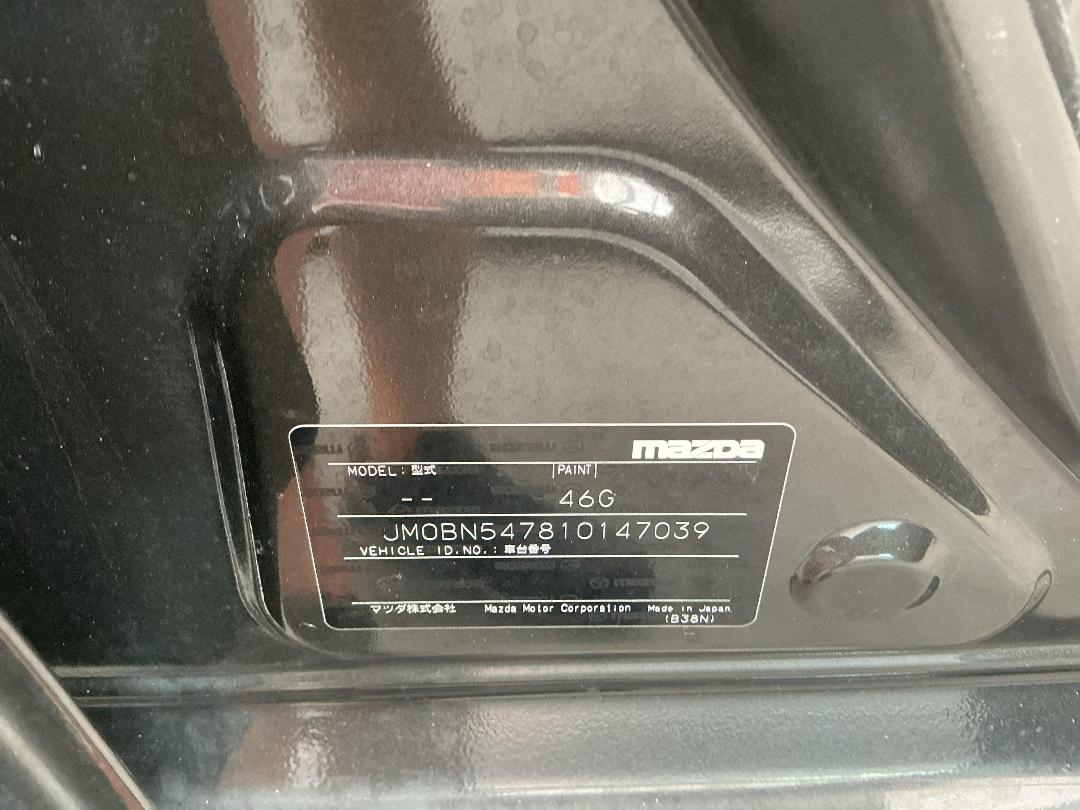 mazda
MODEL : 型式 PAINT
-- 46G
JM0BN547810147039
VEHICLE ID.NO. : 車台番号
マツダ株式会社 Mazda Motor Corporation Made in Japan
(B38N)